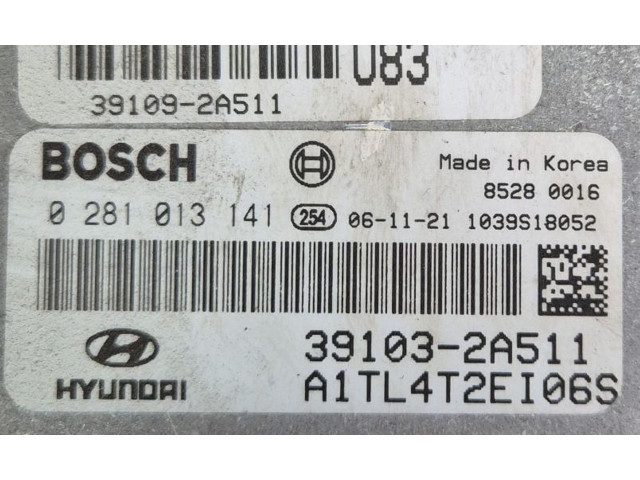 083
39109-2A511
BOSCH
Made in Korea
8528 0016
0 281 013 141 254 06-11-21 1039S18052
39103-2A511
HYUNDAI
A1TL4T2EI06S